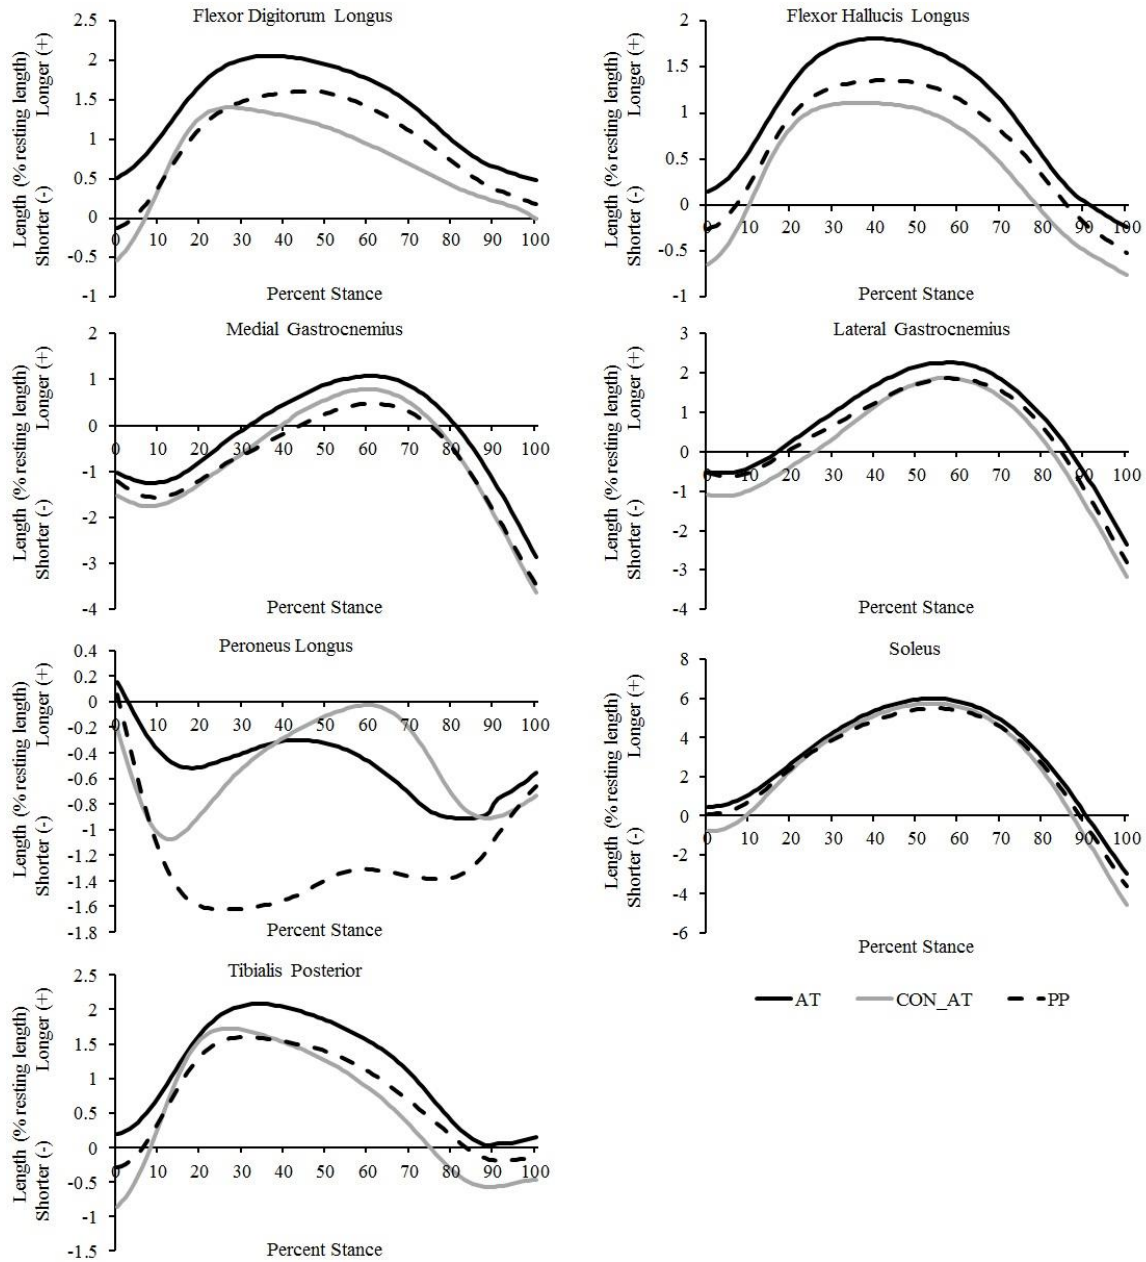 Flexor Digitorum Longus
Length (% resting length)
Shorter (-) Longer (+)
2.5
2
1.5
1
0.5
0
-0.5
-1
0 10 20 30 40 50 60 70 80 90 100
Percent Stance
Flexor Hallucis Longus
Length (% resting length)
Shorter (-) Longer (+)
2
1.5
1
0.5
0
-0.5
-1
0 10 20 30 40 50 60 70 80 90 100
Percent Stance
Medial Gastrocnemius
Length (% resting length)
Shorter (-) Longer (+)
2
1
0
-1
-2
-3
-4
0 10 20 30 40 50 60 70 80 90 100
Percent Stance
Lateral Gastrocnemius
Length (% resting length)
Shorter (-) Longer (+)
3
2
1
0
-1
-2
-3
-4
0 10 20 30 40 50 60 70 80 90 100
Percent Stance
Peroneus Longus
Length (% resting length)
Shorter (-) Longer (+)
0.4
0.2
0
-0.2
-0.4
-0.6
-0.8
-1
-1.2
-1.4
-1.6
-1.8
0 10 20 30 40 50 60 70 80 90 100
Percent Stance
Soleus
Length (% resting length)
Shorter (-) Longer (+)
8
6
4
2
0
-2
-4
-6
0 10 20 30 40 50 60 70 80 90 100
Percent Stance
Tibialis Posterior
Length (% resting length)
Shorter (-) Longer (+)
2.5
2
1.5
1
0.5
0
-0.5
-1
-1.5
0 10 20 30 40 50 60 70 80 90 100
Percent Stance
AT CON_AT PP